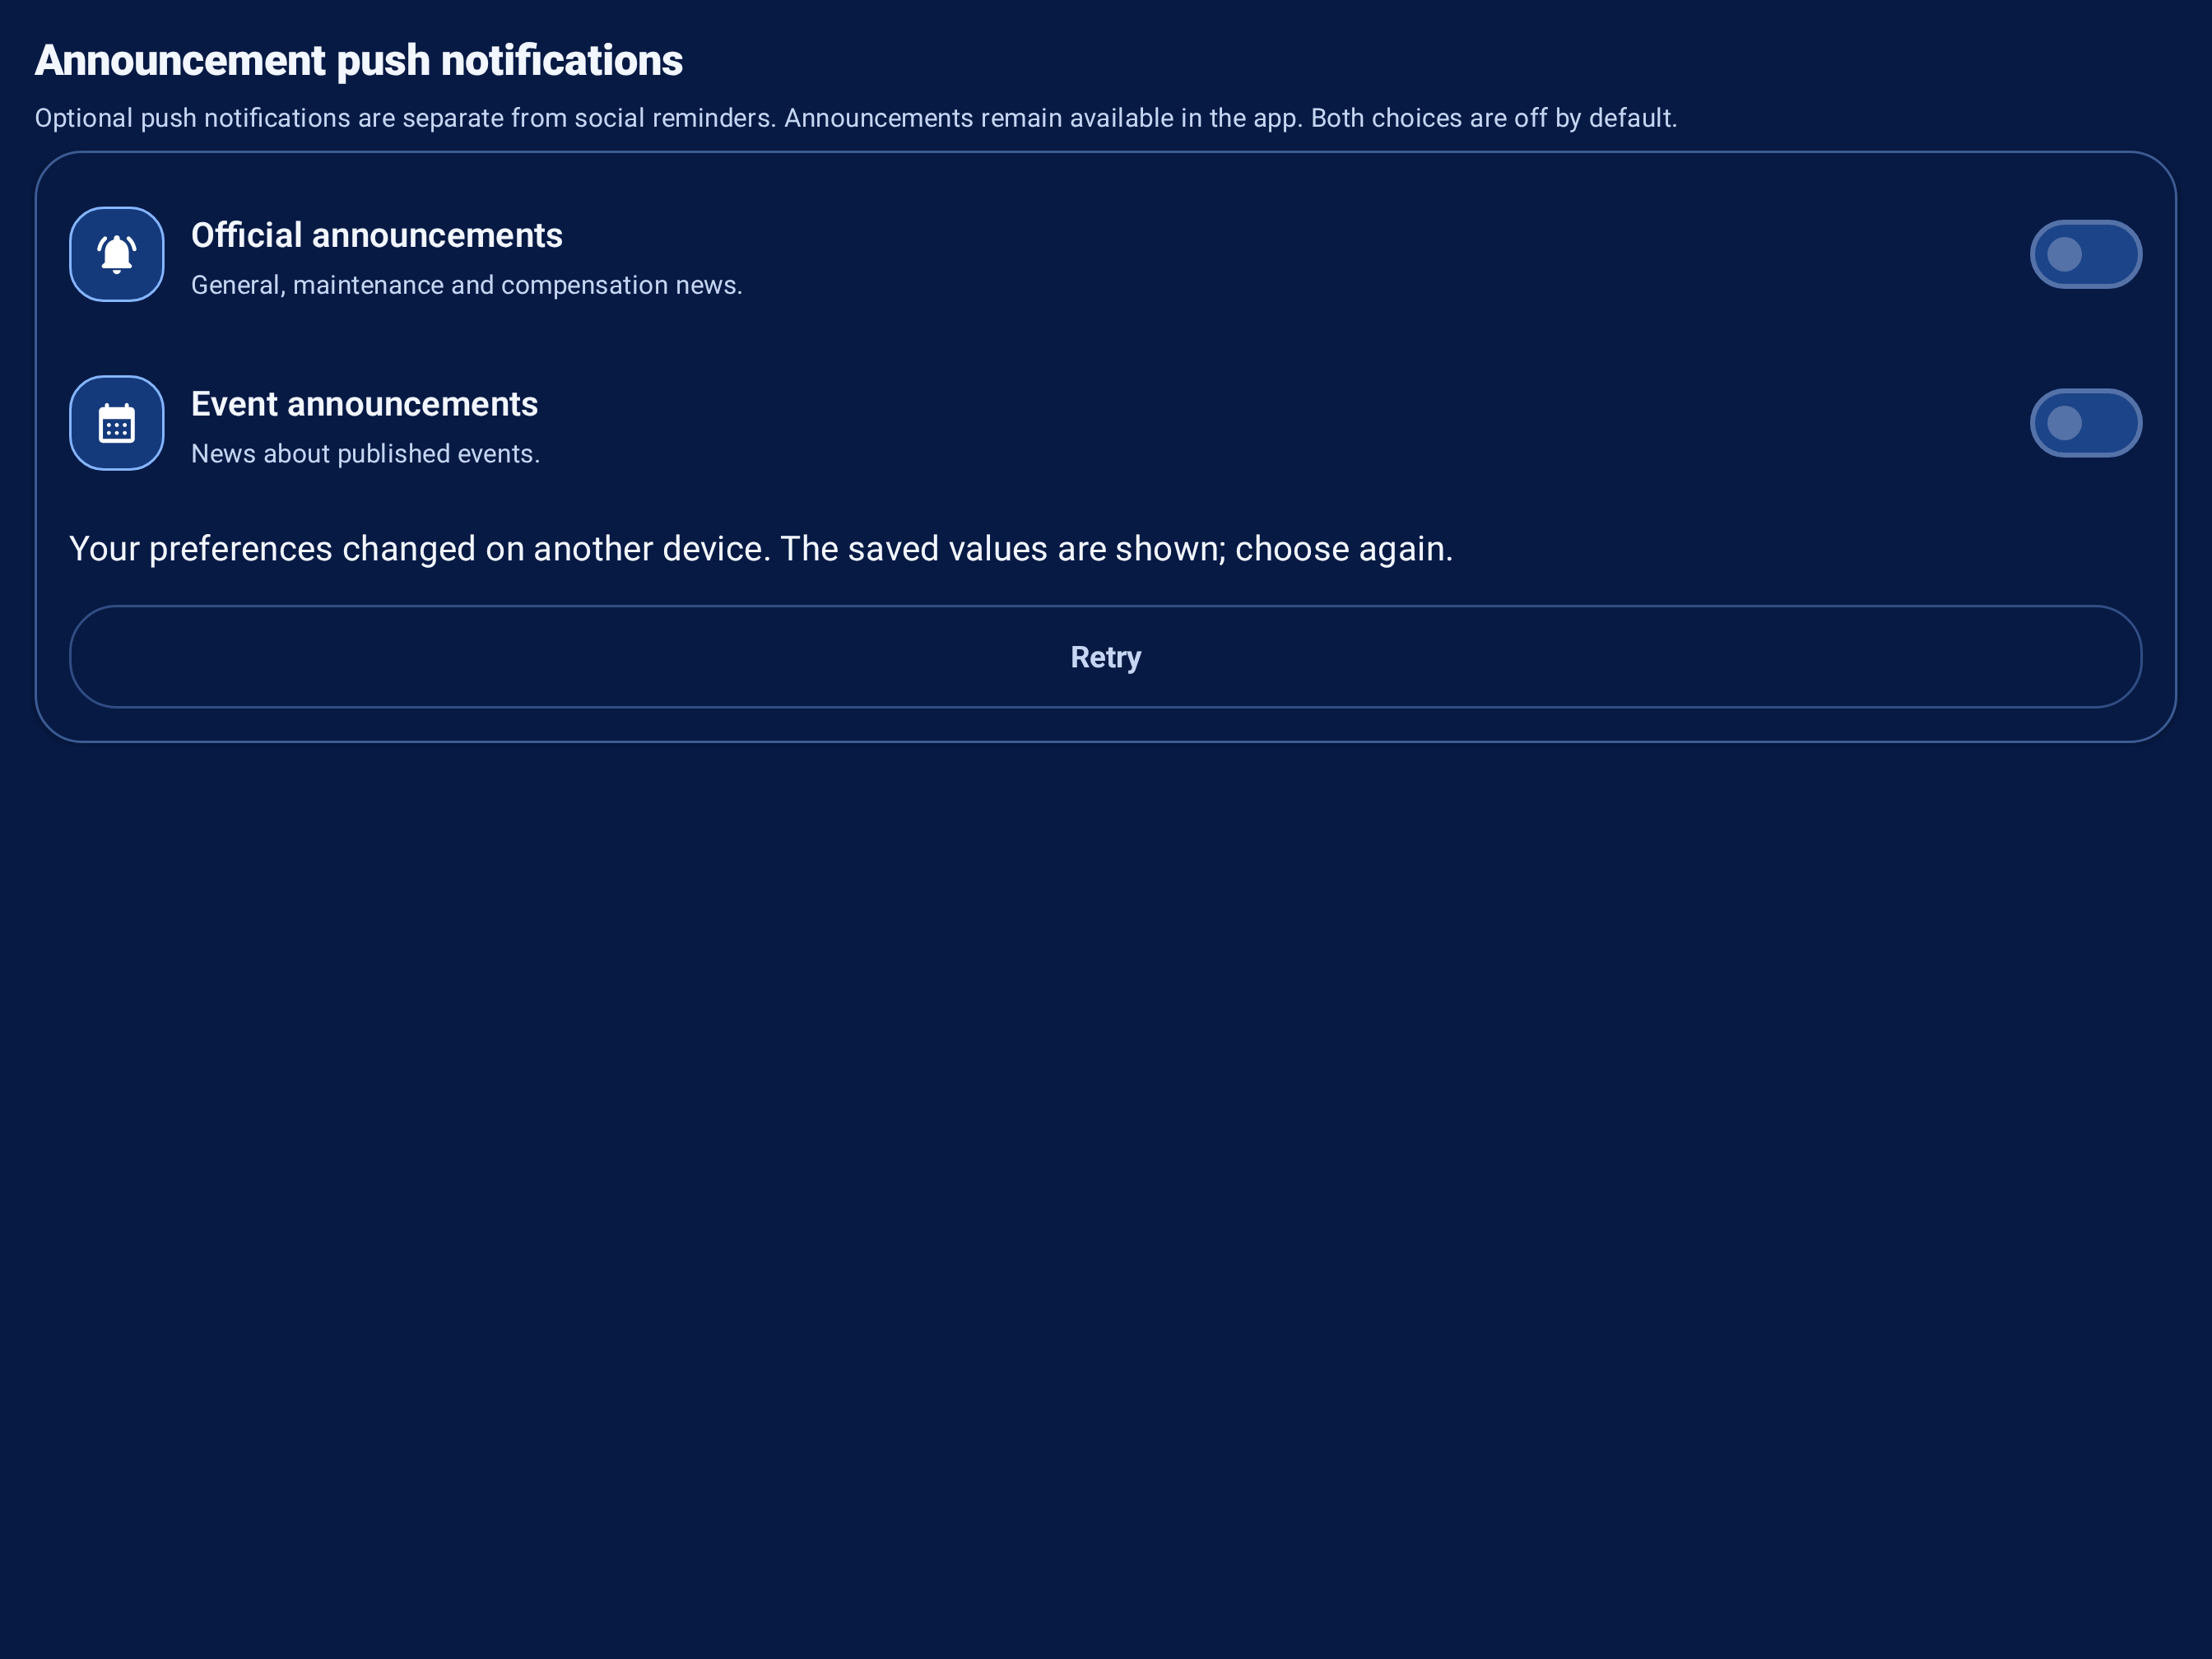 Announcement push notifications
Optional push notifications are separate from social reminders. Announcements remain available in the app. Both choices are off by default.
Official announcements
General, maintenance and compensation news.
Event announcements
News about published events.
Your preferences changed on another device. The saved values are shown; choose again.
Retry